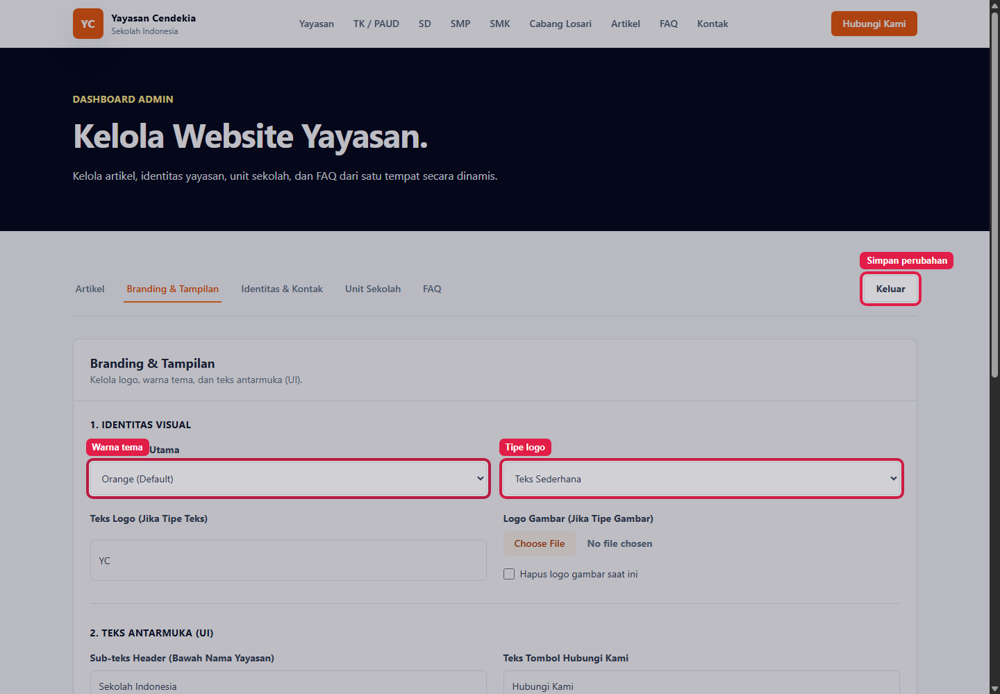 YC
Yayasan Cendekia
Sekolah Indonesia
Yayasan
TK / PAUD
SD
SMP
SMK
Cabang Losari
Artikel
FAQ
Kontak
Hubungi Kami
DASHBOARD ADMIN
Kelola Website Yayasan.
Kelola artikel, identitas yayasan, unit sekolah, dan FAQ dari satu tempat secara dinamis.
Simpan perubahan
Artikel
Branding & Tampilan
Identitas & Kontak
Unit Sekolah
FAQ
Keluar
Branding & Tampilan
Kelola logo, warna tema, dan teks antarmuka (UI).
1. IDENTITAS VISUAL
Warna tema
Utama
Tipe logo
Orange (Default)
Teks Sederhana
Teks Logo (Jika Tipe Teks)
Logo Gambar (Jika Tipe Gambar)
Choose File
No file chosen
YC
Hapus logo gambar saat ini
2. TEKS ANTARMUKA (UI)
Sub-teks Header (Bawah Nama Yayasan)
Teks Tombol Hubungi Kami
Sekolah Indonesia
Hubungi Kami